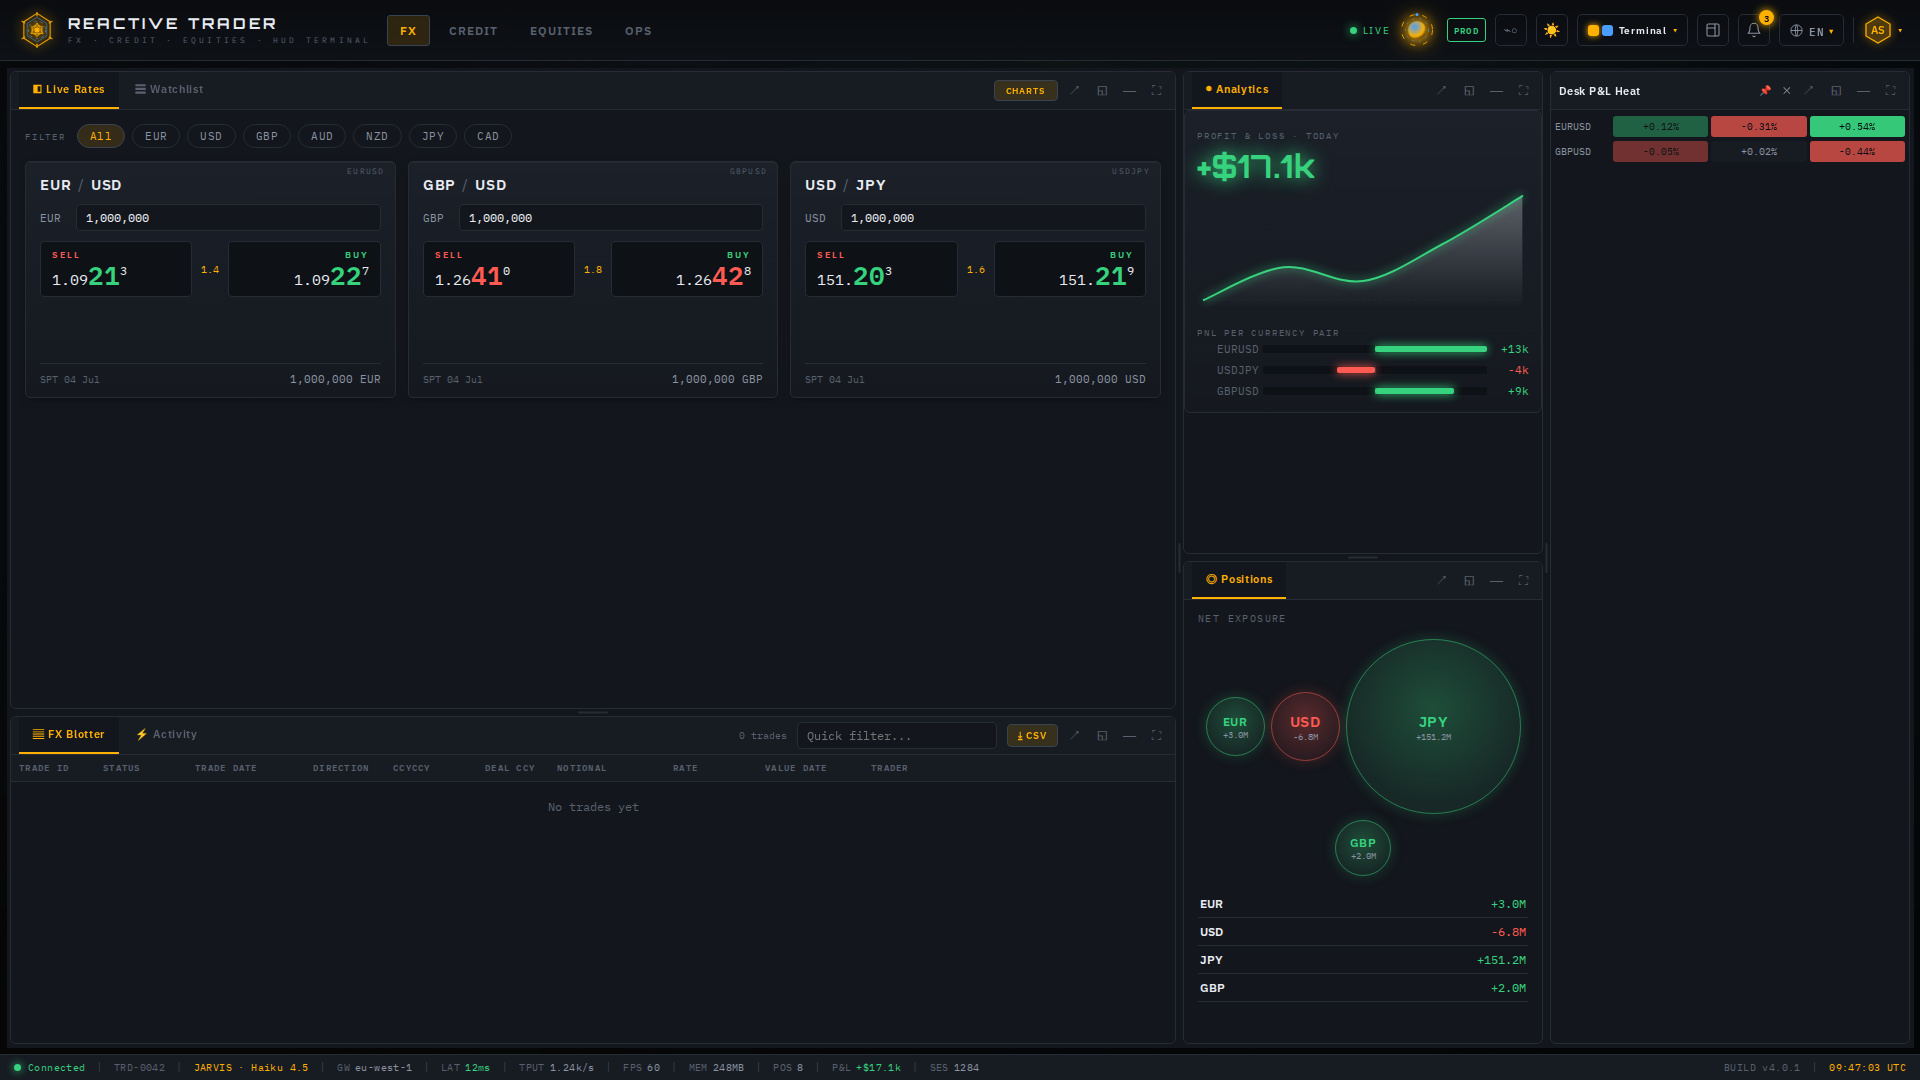 REACTIVE TRADER
FX · CREDIT · EQUITIES · HUD TERMINAL
FX CREDIT EQUITIES OPS
LIVE PROD Terminal 3 EN AS
Live Rates Watchlist CHARTS
FILTER All EUR USD GBP AUD NZD JPY CAD
EURUSD
EUR / USD
EUR 1,000,000
SELL BUY
1.09213 1.4 1.09227
SPT 04 Jul 1,000,000 EUR
GBPUSD
GBP / USD
GBP 1,000,000
SELL BUY
1.26410 1.8 1.26428
SPT 04 Jul 1,000,000 GBP
USDJPY
USD / JPY
USD 1,000,000
SELL BUY
151.203 1.6 151.219
SPT 04 Jul 1,000,000 USD
FX Blotter Activity 0 trades Quick filter... CSV
TRADE ID STATUS TRADE DATE DIRECTION CCYCCY DEAL CCY NOTIONAL RATE VALUE DATE TRADER
No trades yet
Analytics
PROFIT & LOSS · TODAY
+$17.1k
PNL PER CURRENCY PAIR
EURUSD +13k
USDJPY -4k
GBPUSD +9k
Positions
NET EXPOSURE
EUR
+3.0M
USD
-6.8M
JPY
+151.2M
GBP
+2.0M
EUR +3.0M
USD -6.8M
JPY +151.2M
GBP +2.0M
Desk P&L Heat
EURUSD +0.12% -0.31% +0.54%
GBPUSD -0.05% +0.02% -0.44%
Connected TRD-0042 JARVIS · Haiku 4.5 GW eu-west-1 LAT 12ms TPUT 1.24k/s FPS 60 MEM 248MB POS 8 P&L +$17.1k SES 1284 BUILD v4.0.1 09:47:03 UTC